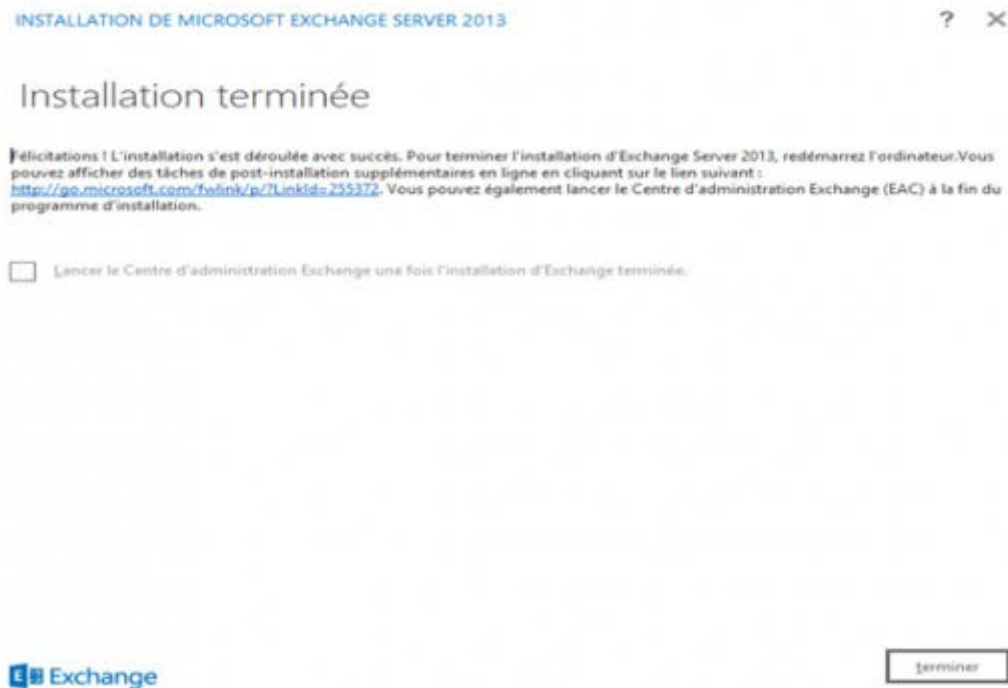 INSTALLATION DE MICROSOFT EXCHANGE SERVER 2013
? ✕
Installation terminée
Félicitations ! L'installation s'est déroulée avec succès. Pour terminer l'installation d'Exchange Server 2013, redémarrez l'ordinateur.Vous
pouvez afficher des tâches de post-installation supplémentaires en ligne en cliquant sur le lien suivant :
http://go.microsoft.com/fwlink/p/?LinkId=255372. Vous pouvez également lancer le Centre d'administration Exchange (EAC) à la fin du
programme d'installation.
Lancer le Centre d'administration Exchange une fois l'installation d'Exchange terminée.
E Exchange
terminer